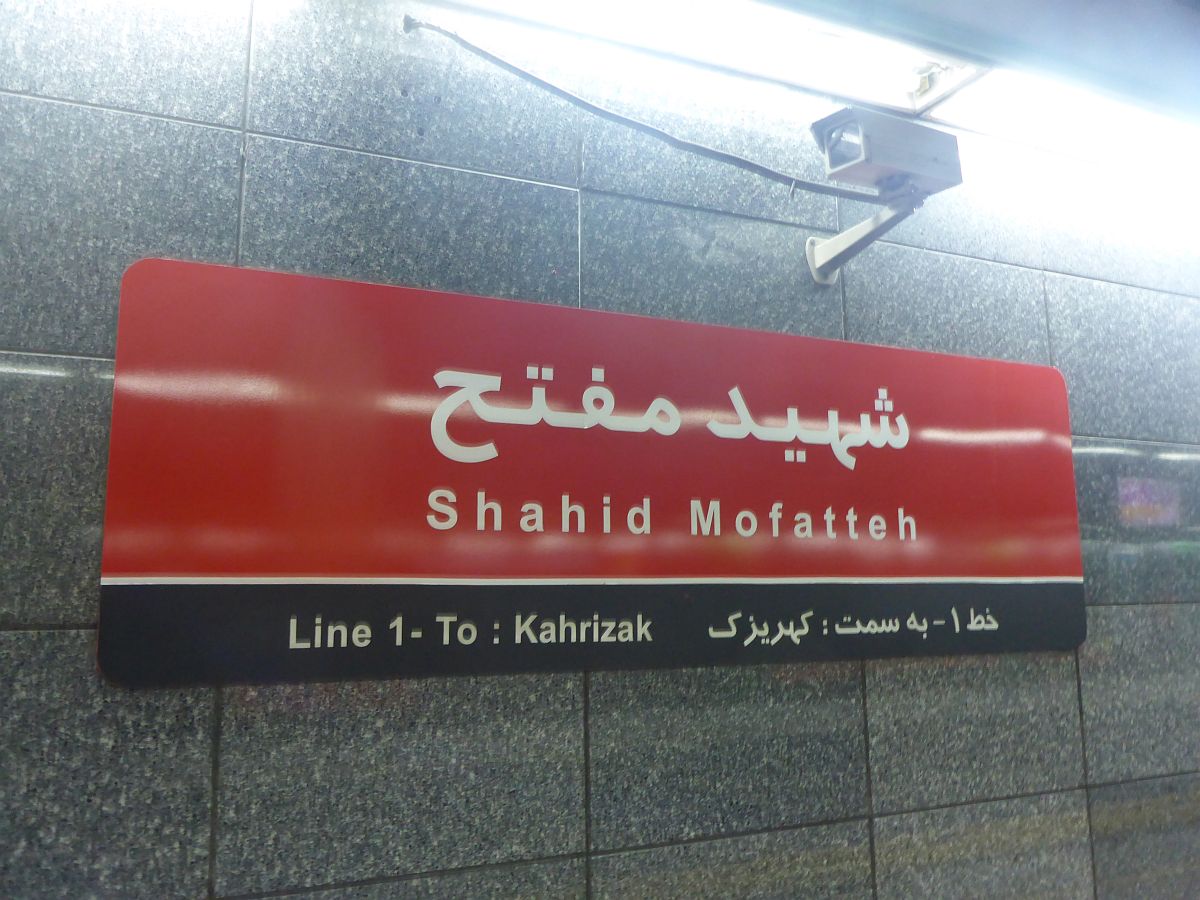 شهید مفتح
Shahid Mofatteh
Line 1- To : Kahrizak
خط ۱ - به سمت : کهریزک